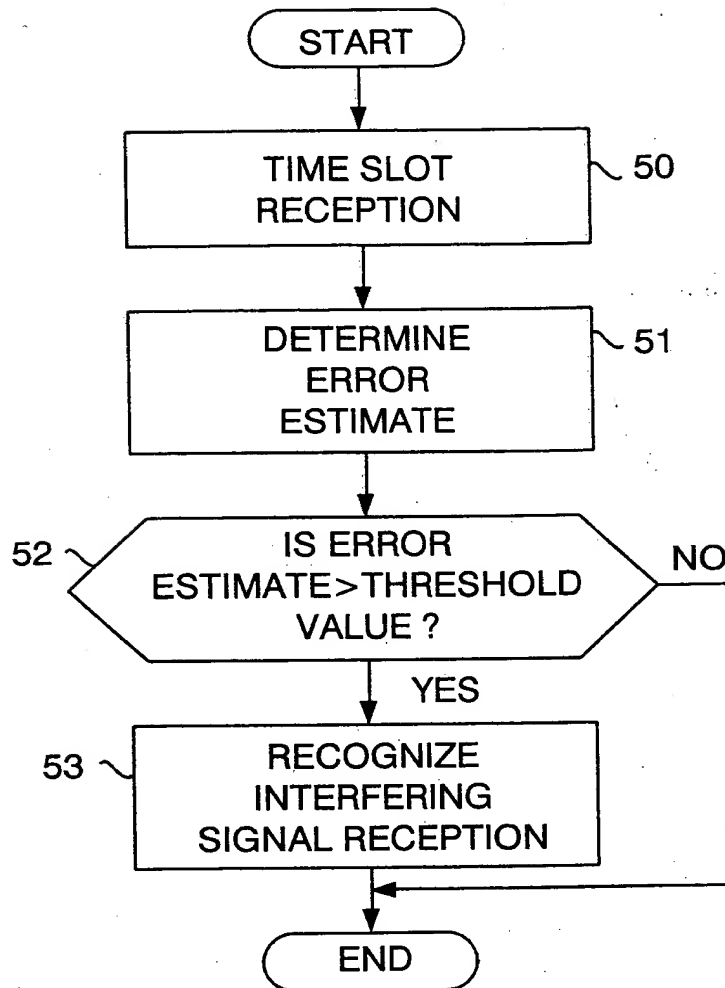 START
TIME SLOT
RECEPTION
50
DETERMINE
ERROR
ESTIMATE
51
52
IS ERROR
ESTIMATE>THRESHOLD
VALUE ?
NO
YES
53
RECOGNIZE
INTERFERING
SIGNAL RECEPTION
END